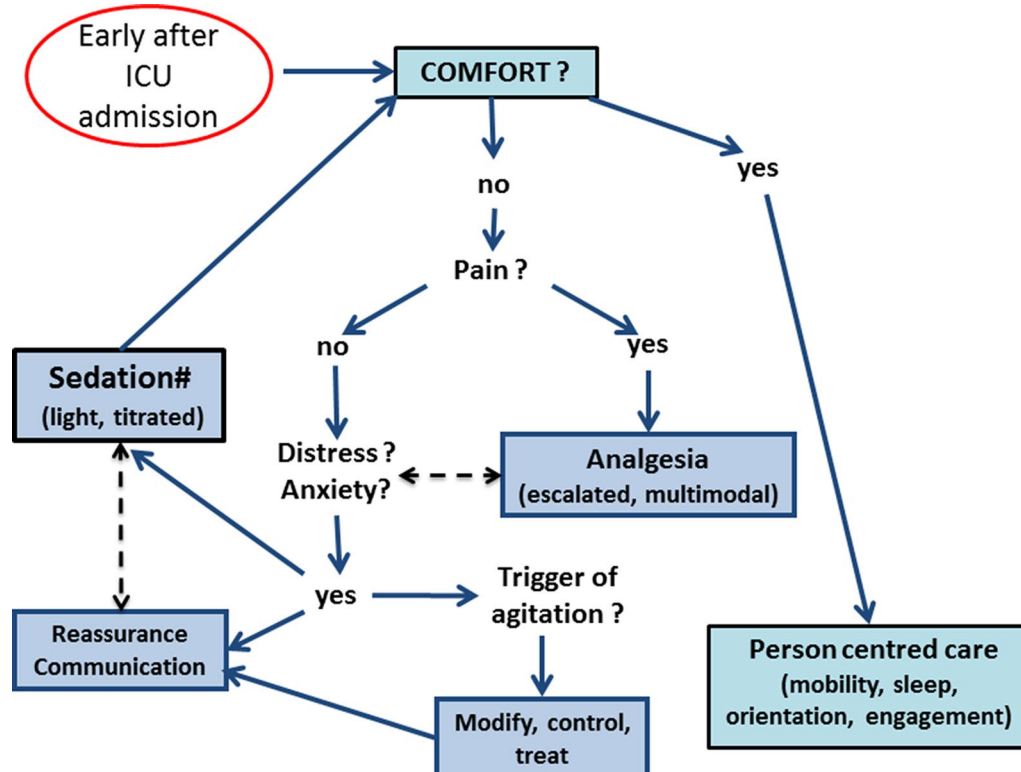 Early after
ICU
admission
COMFORT ?
yes
no
Pain ?
no
yes
Sedation#
(light, titrated)
Distress ?
Anxiety?
Analgesia
(escalated, multimodal)
yes
Trigger of
agitation ?
Reassurance
Communication
Person centred care
(mobility, sleep,
orientation, engagement)
Modify, control,
treat